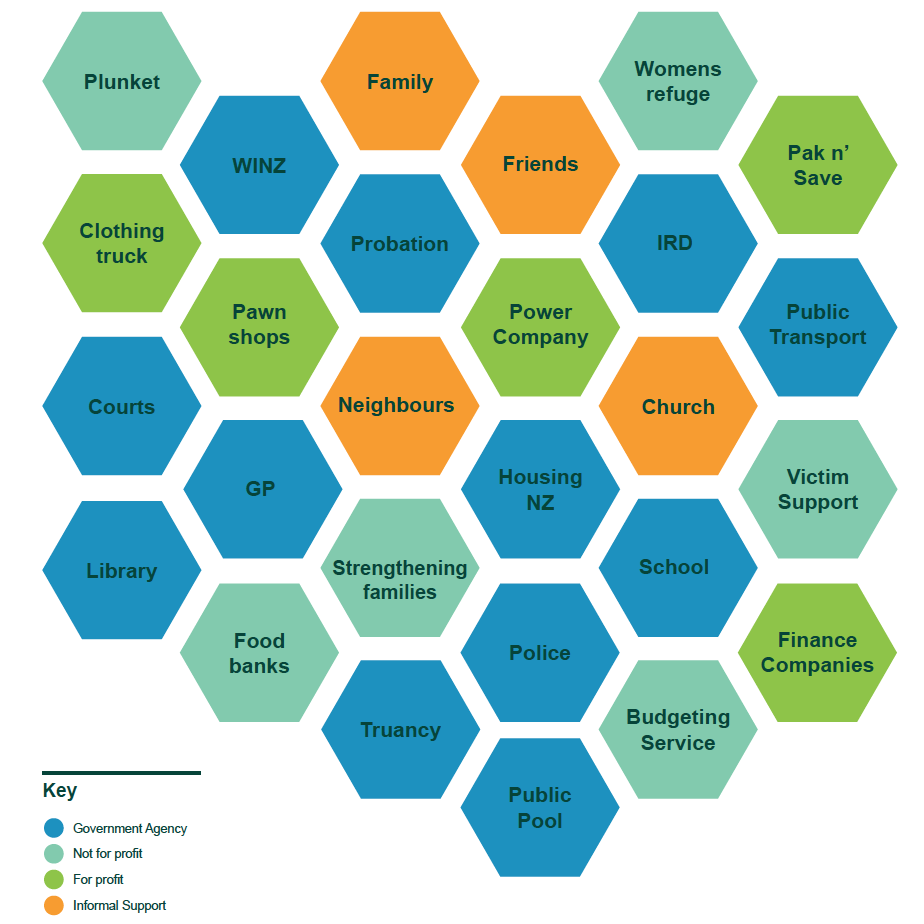 Plunket
Family
Womens
refuge
WINZ
Friends
Pak n’
Save
Clothing
truck
Probation
IRD
Pawn
shops
Power
Company
Public
Transport
Courts
Neighbours
Church
GP
Housing
NZ
Victim
Support
Library
Strengthening
families
School
Food
banks
Police
Finance
Companies
Truancy
Budgeting
Service
Public
Pool
Key
Government Agency
Not for profit
For profit
Informal Support